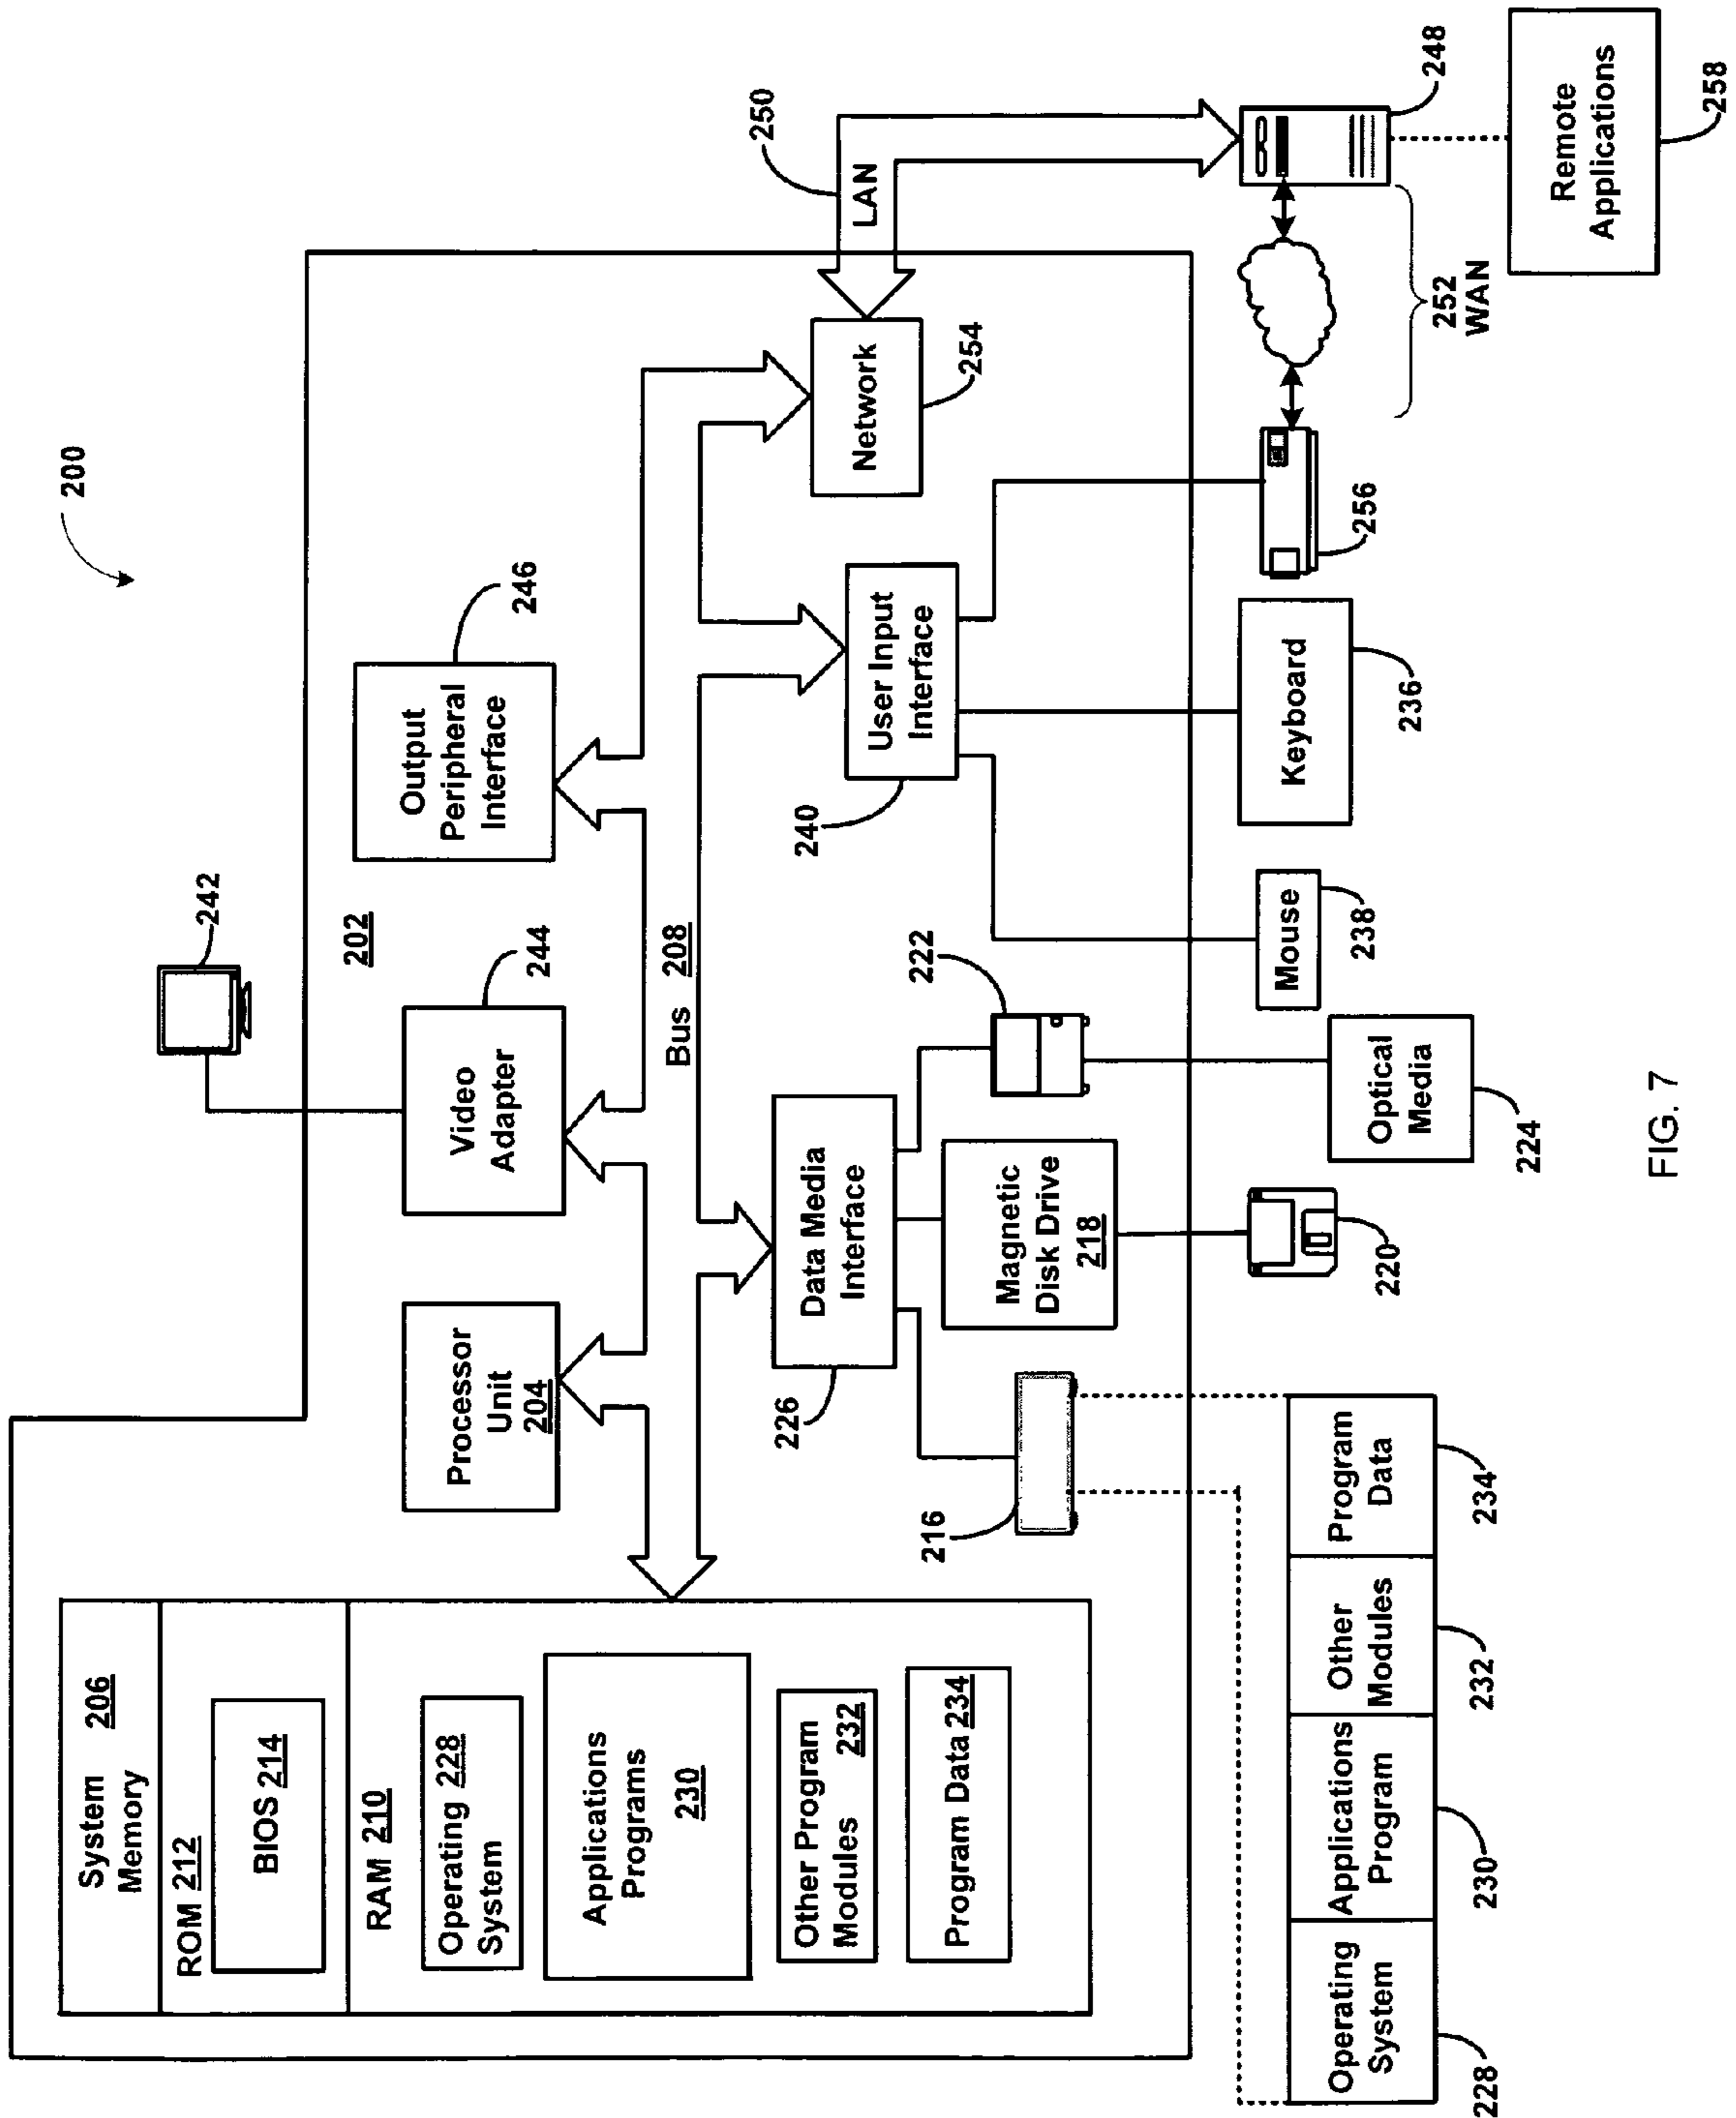 200
242
202
System
Memory 206
ROM 212
BIOS 214
RAM 210
Operating 228
System
Applications
Programs
230
Other Program
Modules 232
Program Data 234
Processor
Unit
204
Video
Adapter
244
Output
Peripheral
Interface
246
Bus 208
Data Media
Interface
226
Magnetic
Disk Drive
218
216
222
User Input
Interface
240
Network
254
LAN
250
248
252
WAN
256
Remote
Applications
258
Keyboard
236
Mouse
238
Optical
Media
224
220
Operating
System
228
Applications
Program
230
Other
Modules
232
Program
Data
234
FIG. 7